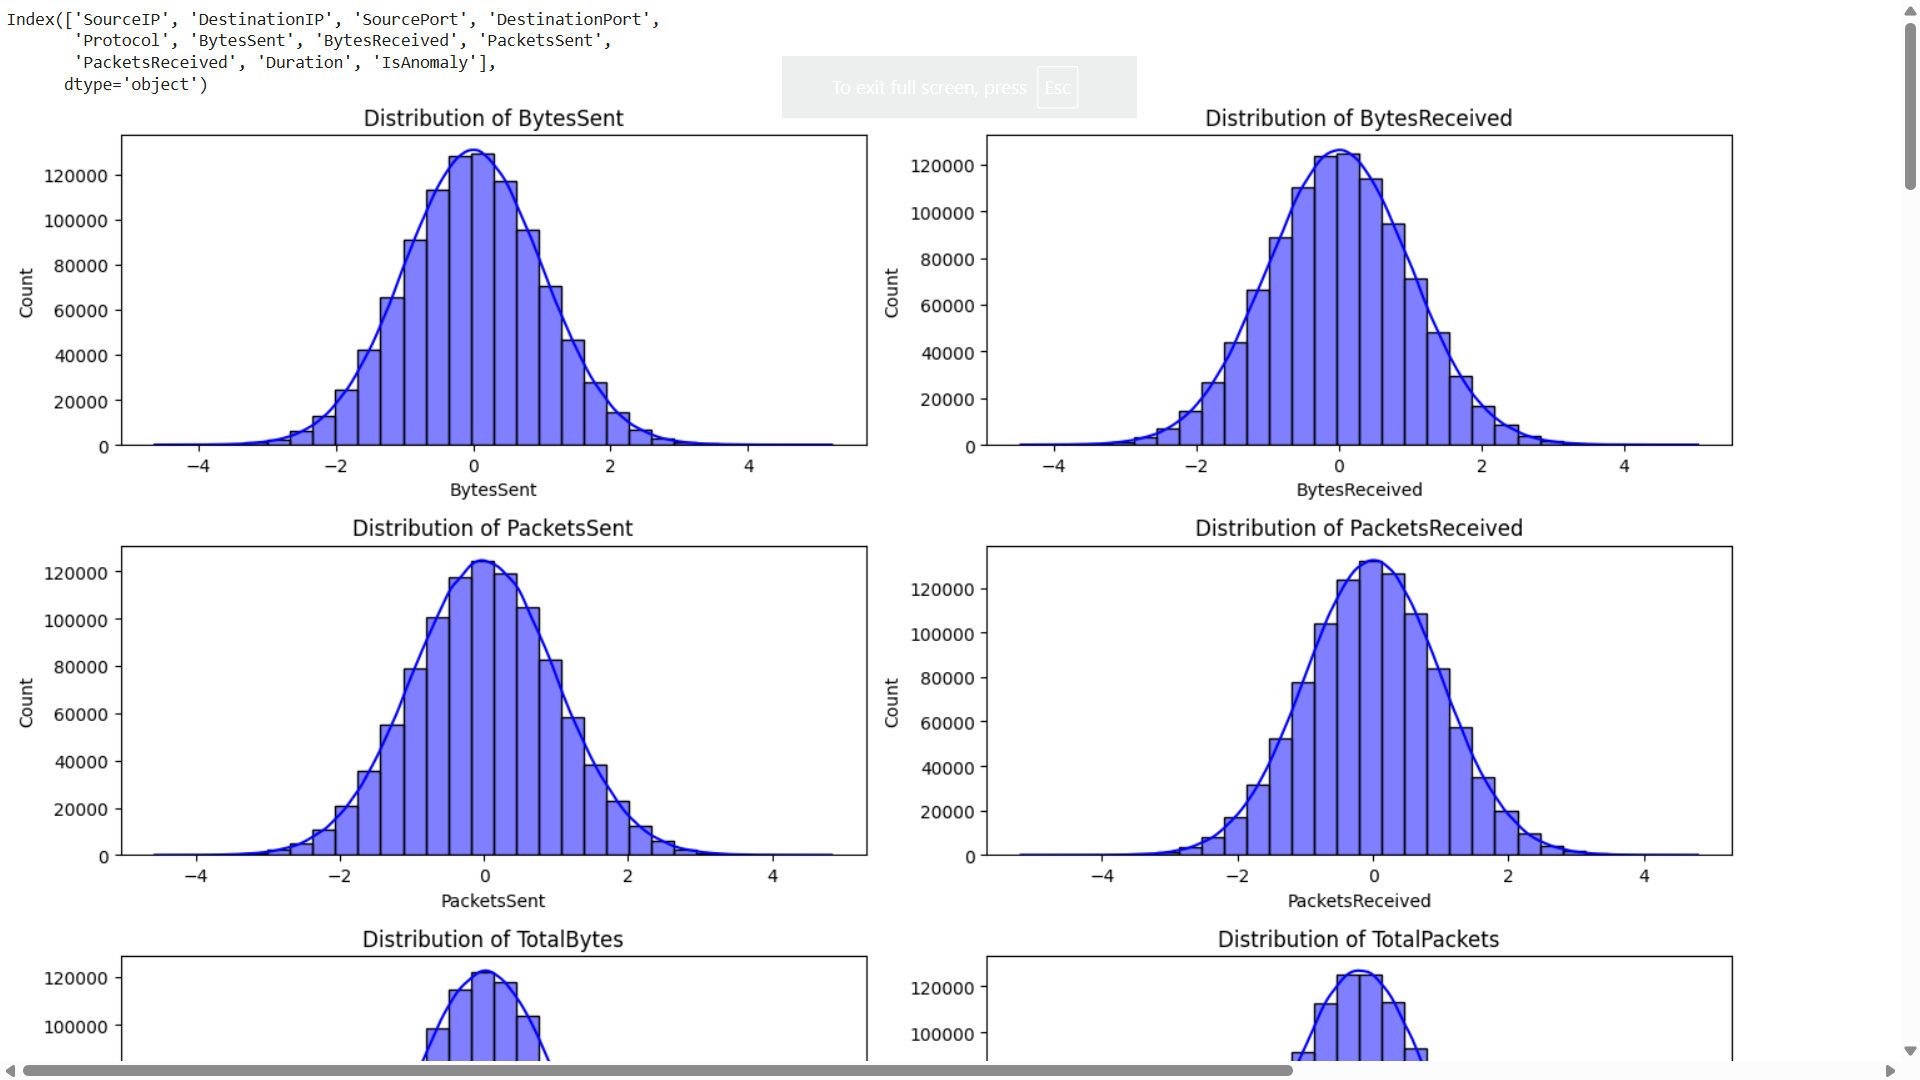 Index(['SourceIP', 'DestinationIP', 'SourcePort', 'DestinationPort',
'Protocol', 'BytesSent', 'BytesReceived', 'PacketsSent',
'PacketsReceived', 'Duration', 'IsAnomaly'],
dtype='object')
To exit full screen, press Esc
Distribution of BytesSent
120000
100000
80000
60000
40000
20000
0
Count
−4 −2 0 2 4
BytesSent
Distribution of BytesReceived
120000
100000
80000
60000
40000
20000
0
Count
−4 −2 0 2 4
BytesReceived
Distribution of PacketsSent
120000
100000
80000
60000
40000
20000
0
Count
−4 −2 0 2 4
PacketsSent
Distribution of PacketsReceived
120000
100000
80000
60000
40000
20000
0
Count
−4 −2 0 2 4
PacketsReceived
Distribution of TotalBytes
120000
100000
Distribution of TotalPackets
120000
100000